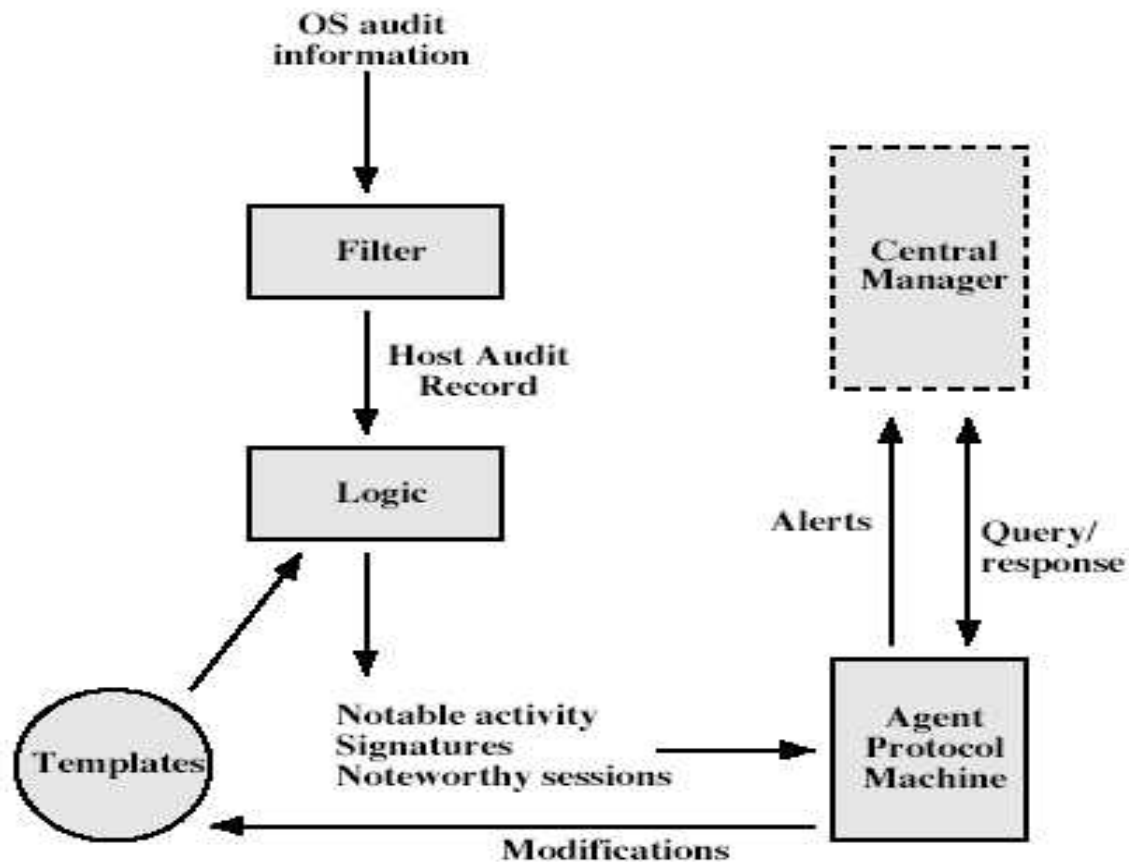 OS audit
information
Filter
Central
Manager
Host Audit
Record
Logic
Alerts
Query/
response
Templates
Notable activity
Signatures
Noteworthy sessions
Agent
Protocol
Machine
Modifications